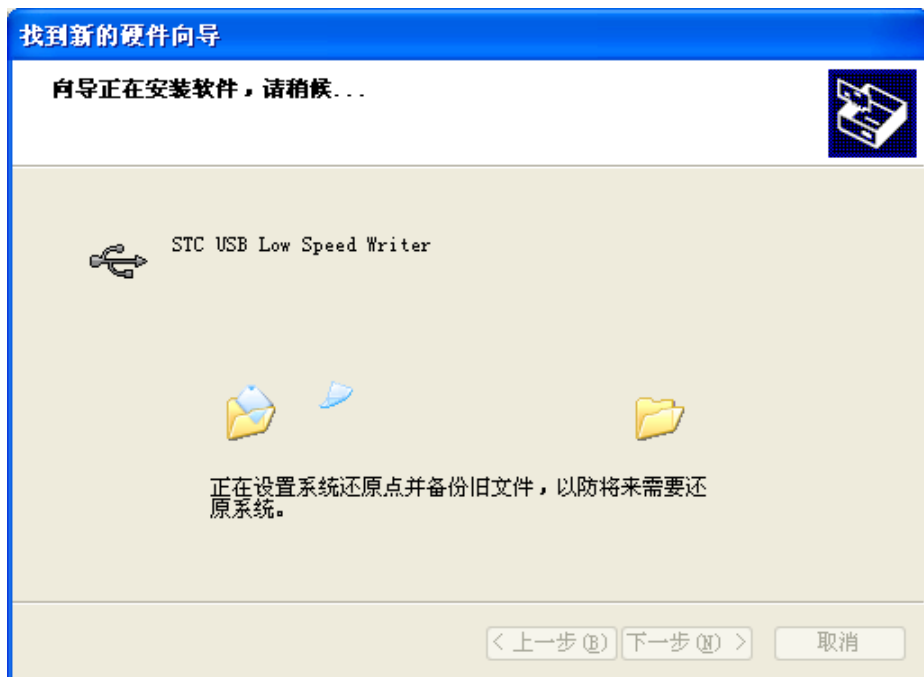 找到新的硬件向导
向导正在安装软件，请稍候...
STC USB Low Speed Writer
正在设置系统还原点并备份旧文件，以防将来需要还
原系统。
< 上一步(B) 下一步(N) > 取消